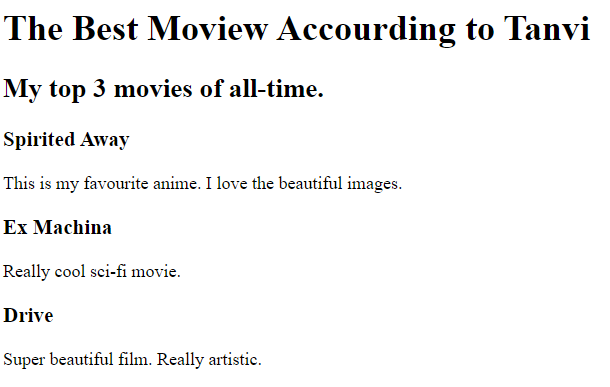 The Best Moview Accourding to Tanvi
My top 3 movies of all-time.
Spirited Away
This is my favourite anime. I love the beautiful images.
Ex Machina
Really cool sci-fi movie.
Drive
Super beautiful film. Really artistic.